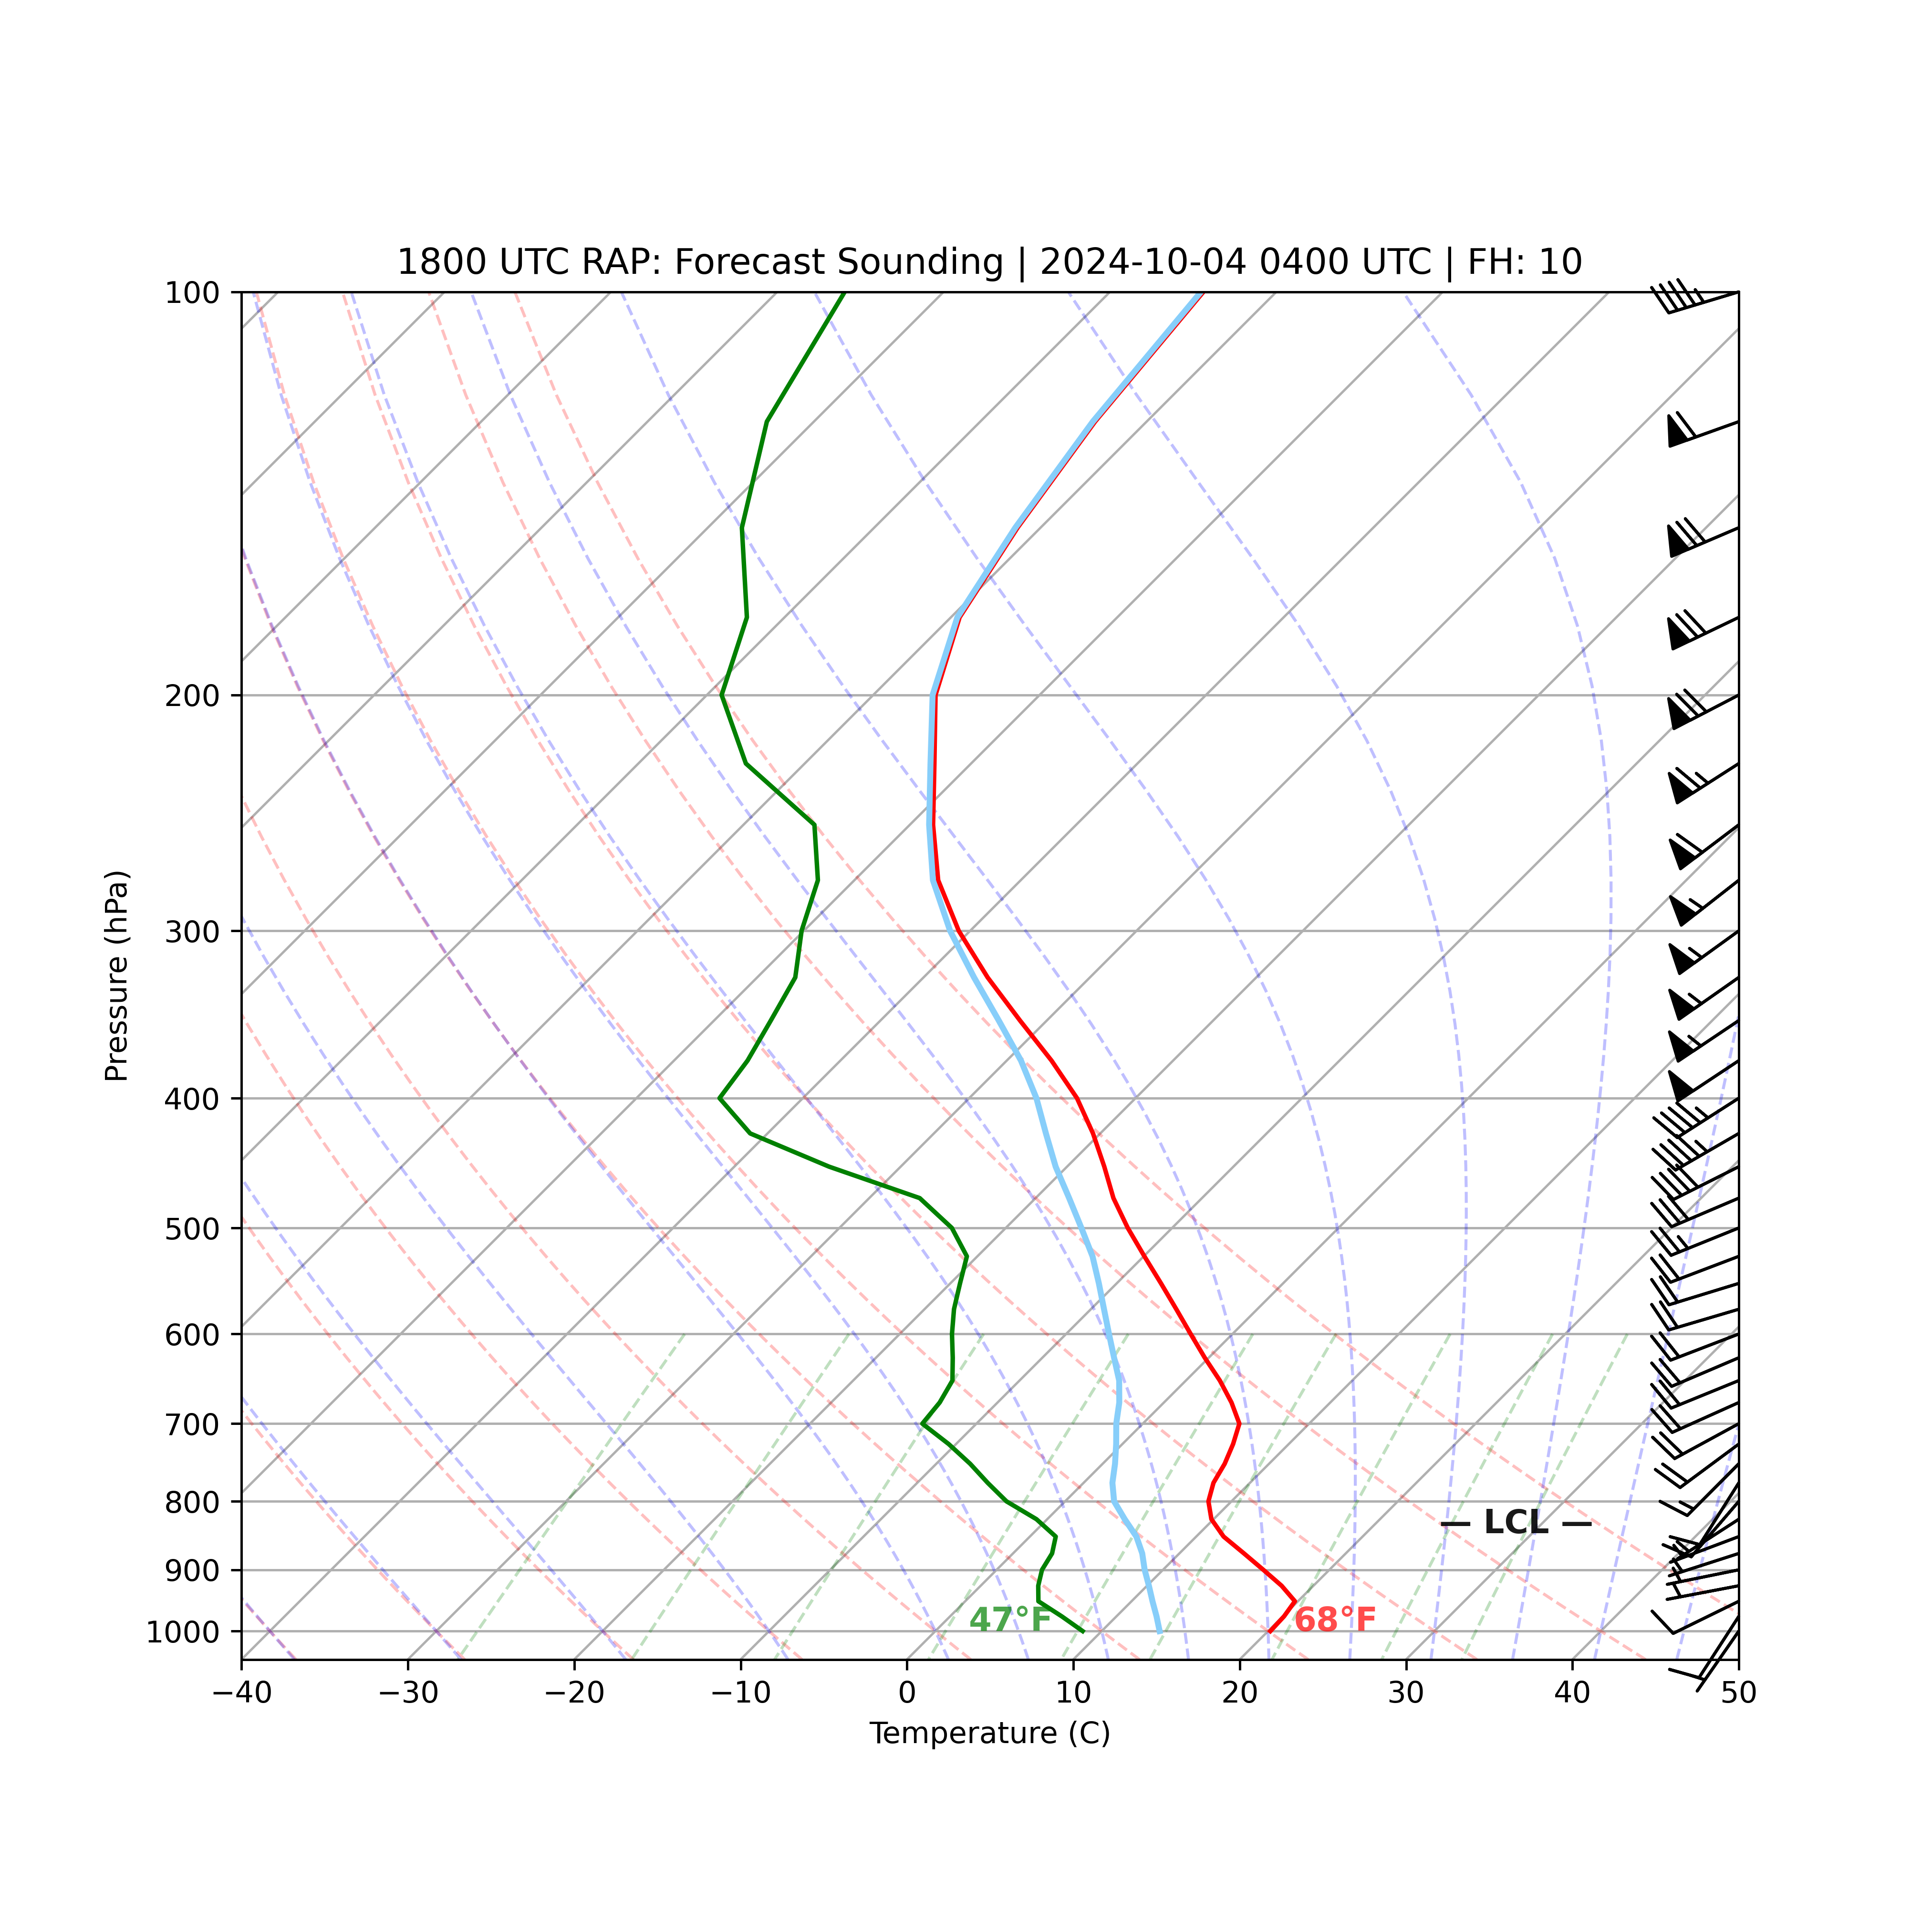 1800 UTC RAP: Forecast Sounding | 2024-10-04 0400 UTC | FH: 10
100
200
300
400
500
600
700
800
900
1000
Pressure (hPa)
— LCL —
47°F
68°F
−40 −30 −20 −10 0 10 20 30 40 50
Temperature (C)